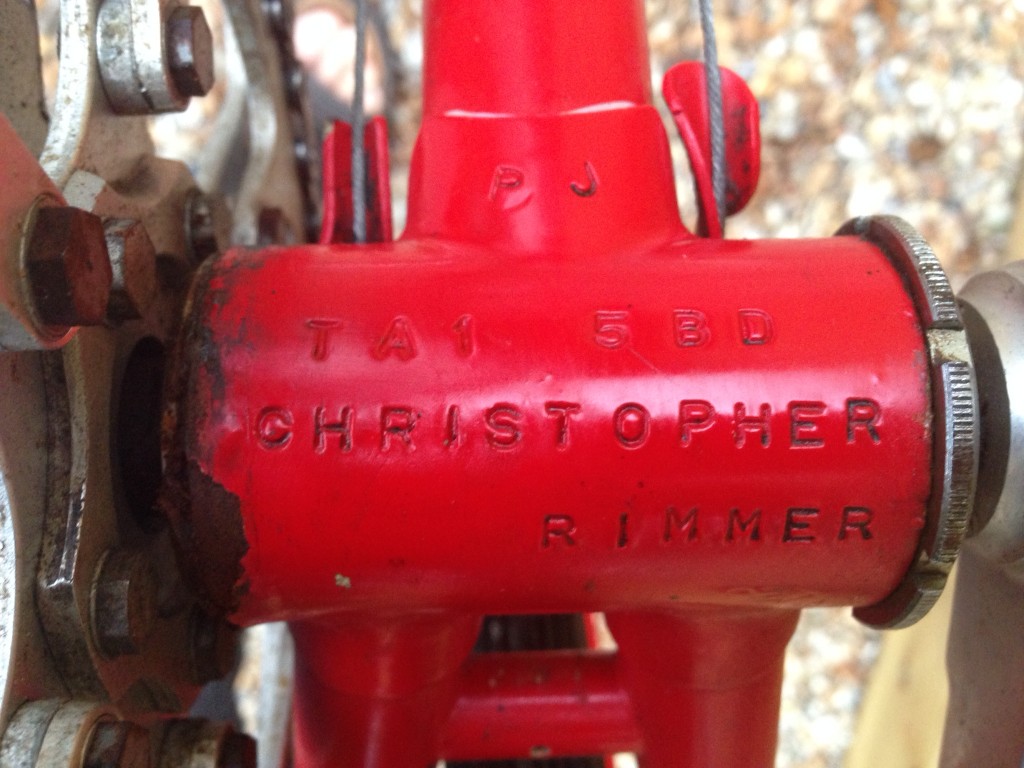 P J
TA1 5BD
CHRISTOPHER
RIMMER